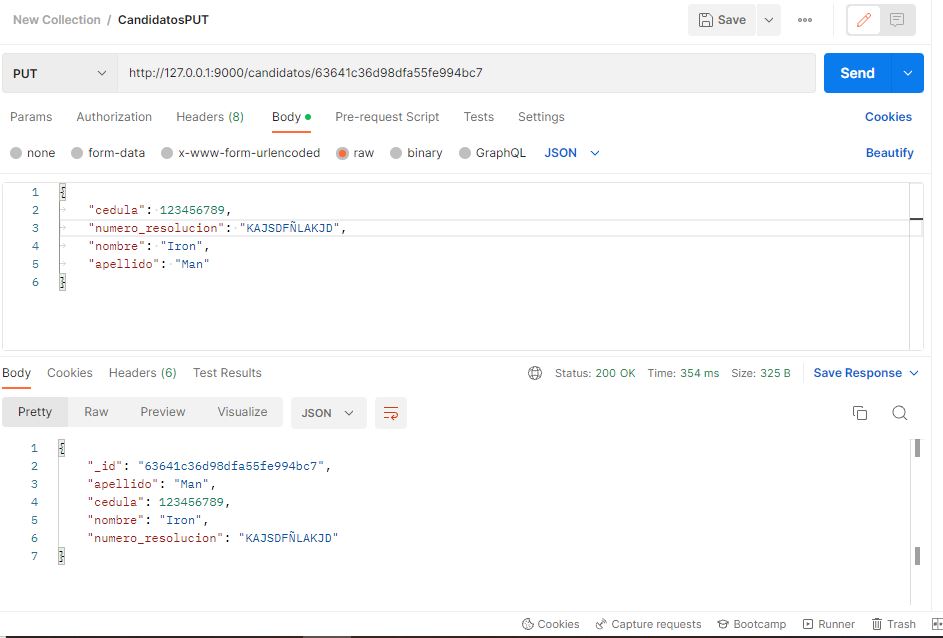 New Collection / CandidatosPUT
Save
PUT
http://127.0.0.1:9000/candidatos/63641c36d98dfa55fe994bc7
Send
Params Authorization Headers (8) Body Pre-request Script Tests Settings Cookies
none form-data x-www-form-urlencoded raw binary GraphQL JSON Beautify
1 {
2 "cedula": 123456789,
3 "numero_resolucion": "KAJSDFÑLAKJD",
4 "nombre": "Iron",
5 "apellido": "Man"
6 }
Body Cookies Headers (6) Test Results Status: 200 OK Time: 354 ms Size: 325 B Save Response
Pretty Raw Preview Visualize JSON
1 {
2 "_id": "63641c36d98dfa55fe994bc7",
3 "apellido": "Man",
4 "cedula": 123456789,
5 "nombre": "Iron",
6 "numero_resolucion": "KAJSDFÑLAKJD"
7 }
Cookies Capture requests Bootcamp Runner Trash